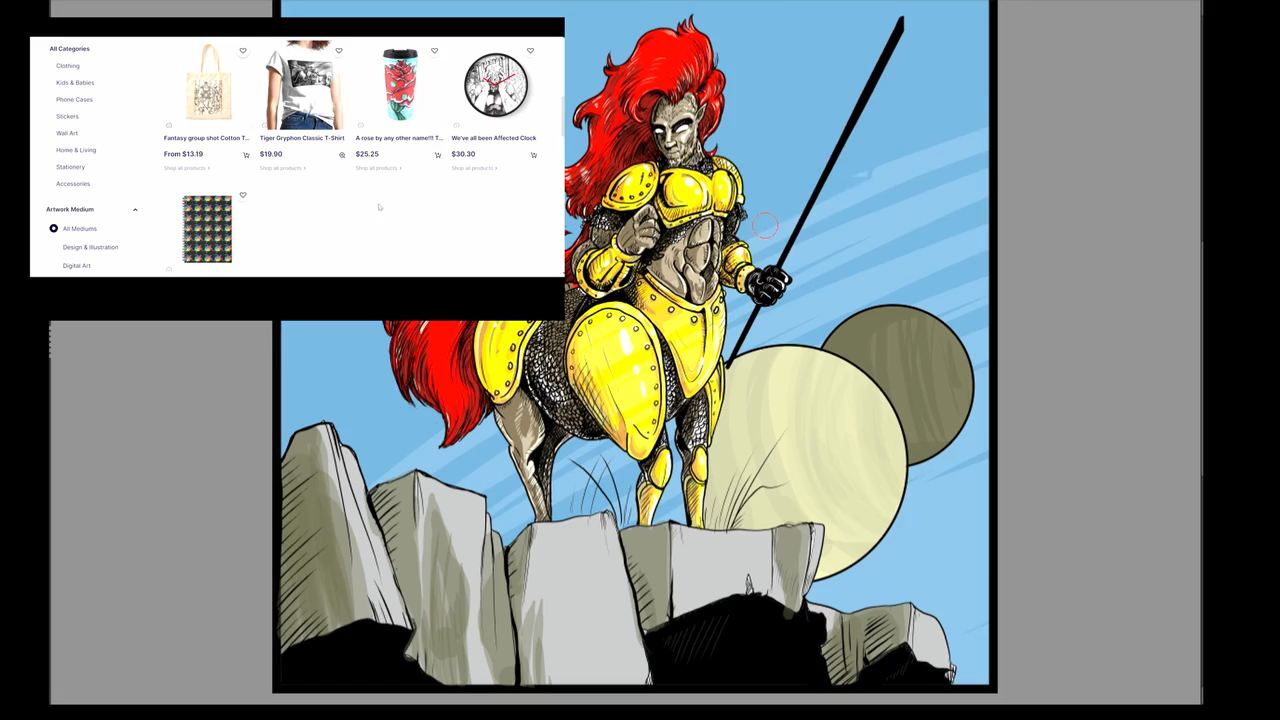 All Categories
Clothing
Kids & Babies
Phone Cases
Stickers
Wall Art
Home & Living
Stationery
Accessories
Artwork Medium
All Mediums
Design & Illustration
Digital Art
Fantasy group shot Cotton T...
From $13.19
Shop all products
Tiger Gryphon Classic T-Shirt
$19.90
Shop all products
A rose by any other name!!! T...
$25.25
Shop all products
We've all been Affected Clock
$30.30
Shop all products